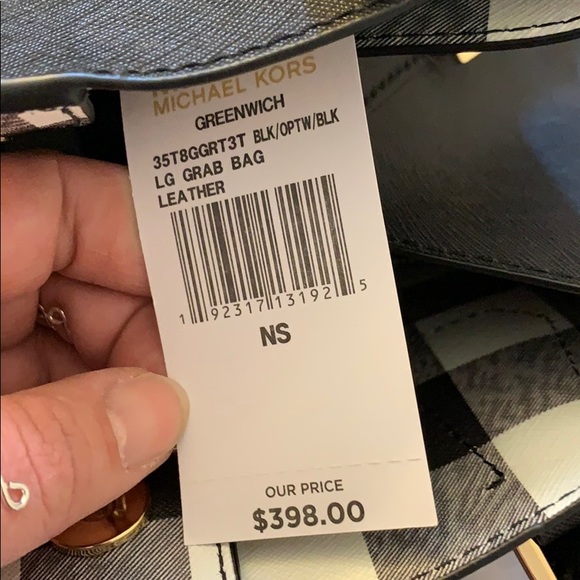 MICHAEL KORS
GREENWICH
35T8GGRT3T BLK/OPTW/BLK
LG GRAB BAG
LEATHER
1 92317 13192 5
NS
OUR PRICE
$398.00